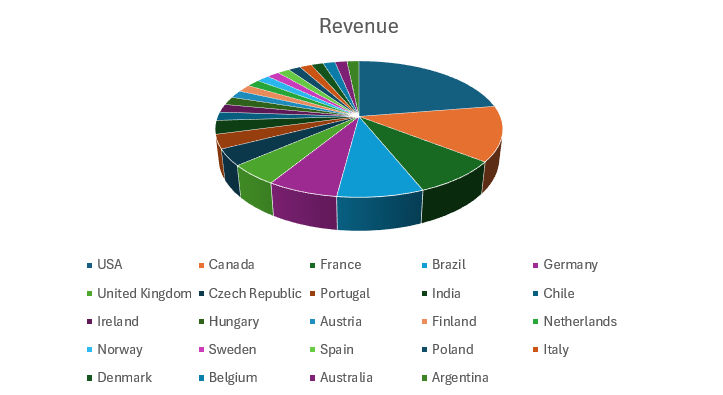 Revenue
USA Canada France Brazil Germany
United Kingdom Czech Republic Portugal India Chile
Ireland Hungary Austria Finland Netherlands
Norway Sweden Spain Poland Italy
Denmark Belgium Australia Argentina